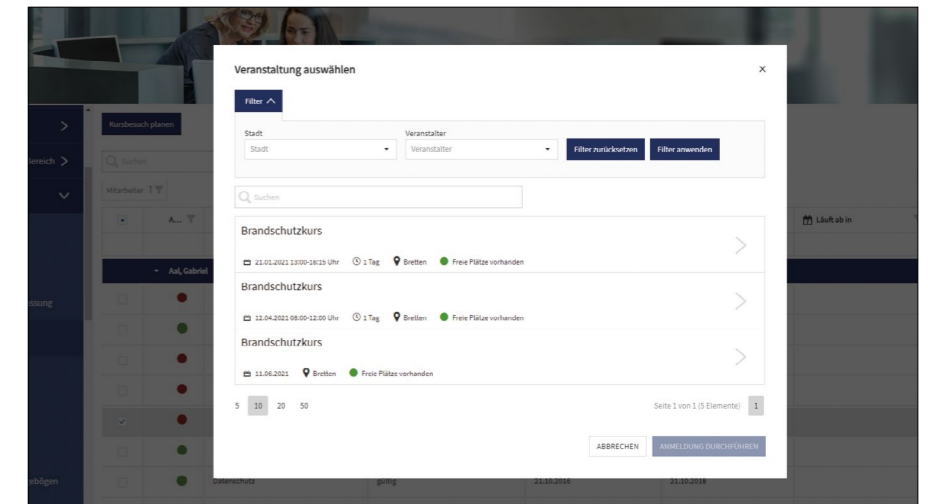 Veranstaltung auswählen ×
Filter
Stadt Veranstalter
Stadt Veranstalter Filter zurücksetzen Filter anwenden
Suchen
Brandschutzkurs
21.01.2021 13:00-16:15 Uhr 1 Tag Bretten Freie Plätze vorhanden
Brandschutzkurs
12.04.2021 08:00-12:00 Uhr 1 Tag Bretten Freie Plätze vorhanden
Brandschutzkurs
11.06.2021 Bretten Freie Plätze vorhanden
5 10 20 50 Seite 1 von 1 (5 Elemente) 1
ABBRECHEN ANMELDUNG DURCHFÜHREN
Kursbesuch planen
Bereich
Suchen
Mitarbeiter
A... Läuft ab in
Aal, Gabriel
ssung
gebögen Datenschutz gültig 21.10.2016 21.10.2018